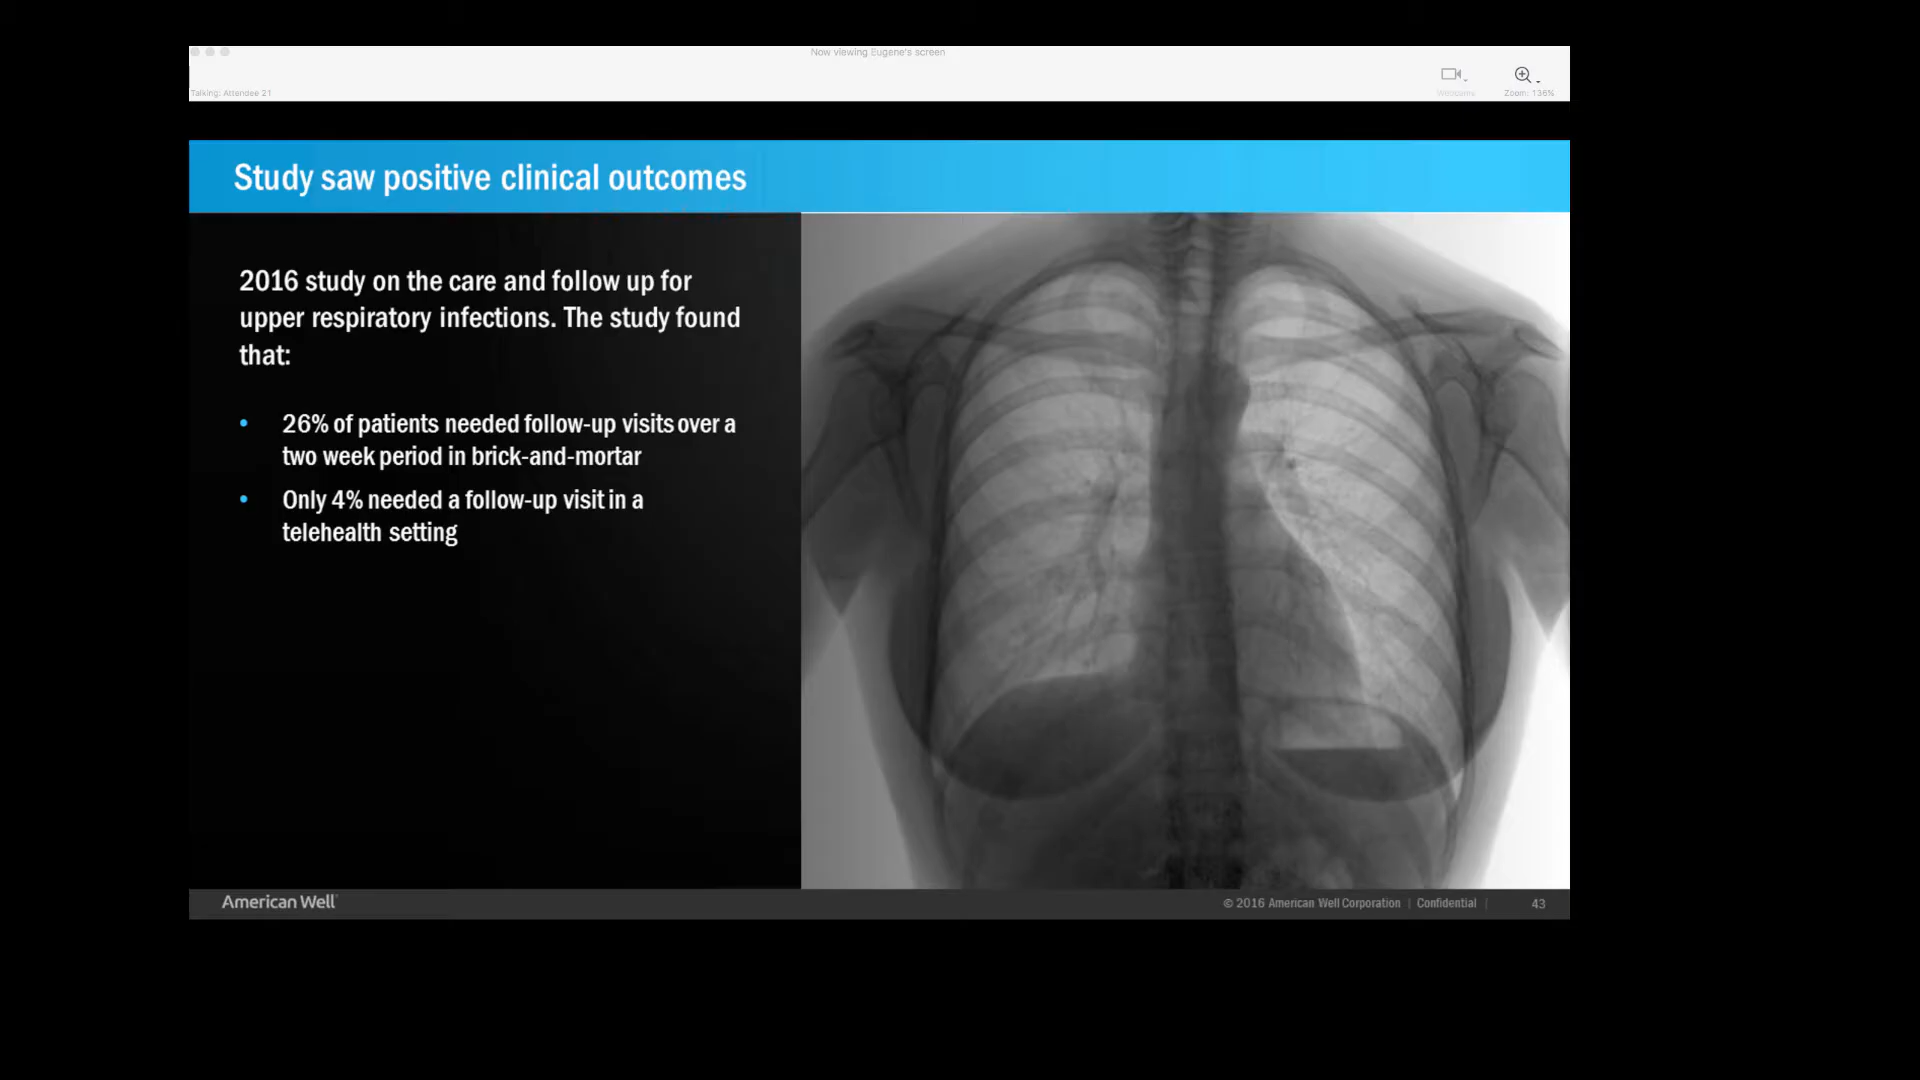 Now viewing Eugene's screen
Talking: Attendee 21
Webcams
Zoom: 136%
Study saw positive clinical outcomes
2016 study on the care and follow up for
upper respiratory infections. The study found
that:
• 26% of patients needed follow-up visits over a
two week period in brick-and-mortar
• Only 4% needed a follow-up visit in a
telehealth setting
American Well
© 2016 American Well Corporation | Confidential | 43